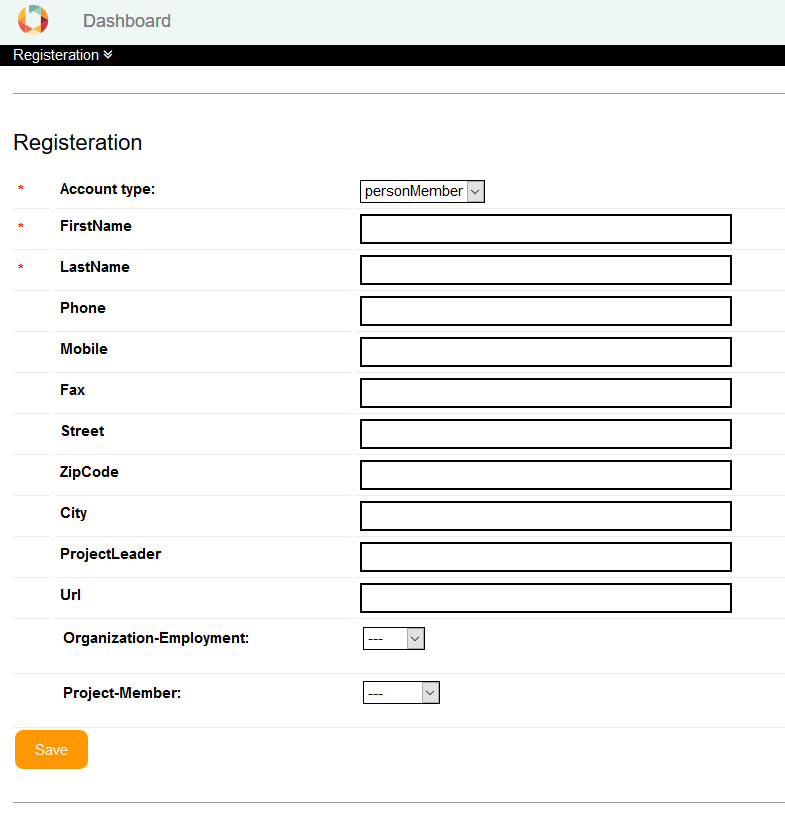 Dashboard
Registeration
Registeration
* Account type: personMember
* FirstName
* LastName
Phone
Mobile
Fax
Street
ZipCode
City
ProjectLeader
Url
Organization-Employment: ---
Project-Member: ---
Save